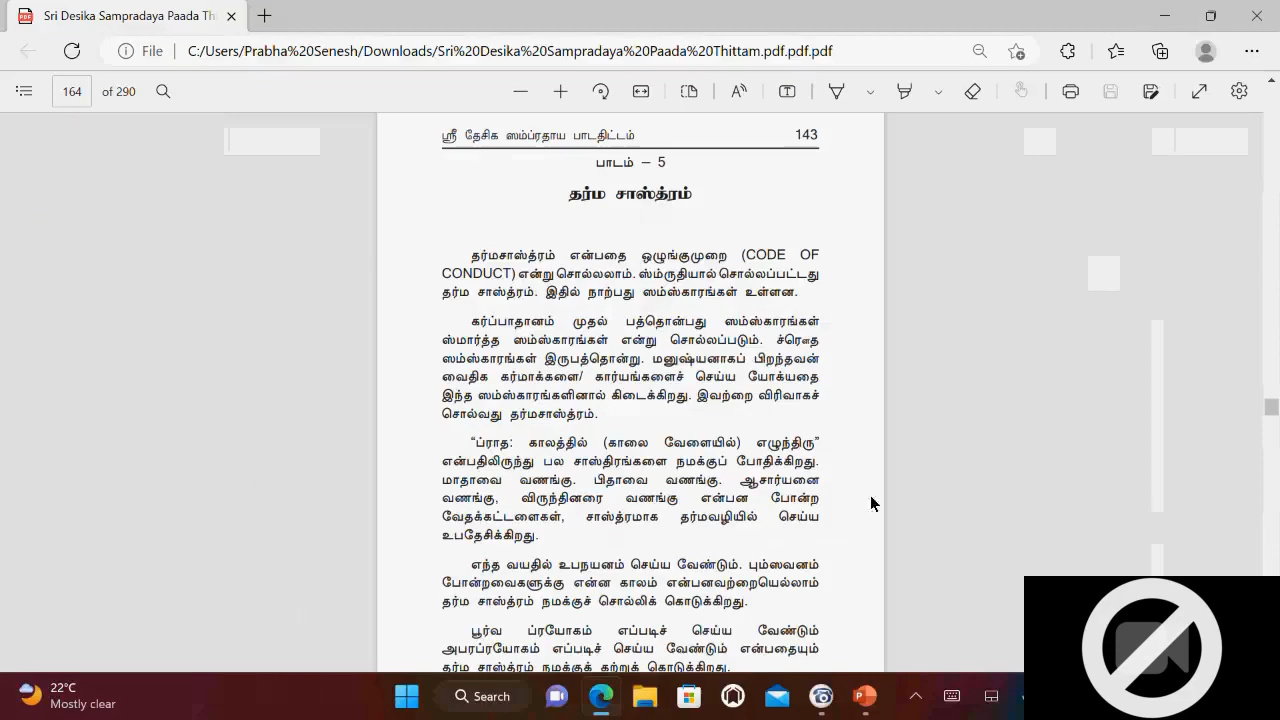 Sri Desika Sampradaya Paada Th
File
C:/Users/Prabha%20Senesh/Downloads/Sri%20Desika%20Sampradaya%20Paada%20Thittam.pdf.pdf.pdf
164 of 290
ஸ்ரீ தேசிக ஸம்ப்ரதாய பாடதிட்டம் 143
பாடம் – 5
தர்ம சாஸ்த்ரம்
தர்மசாஸ்த்ரம் என்பதை ஒழுங்குமுறை (CODE OF
CONDUCT) என்று சொல்லலாம். ஸ்ம்ருதியால் சொல்லப்பட்டது
தர்ம சாஸ்த்ரம். இதில் நாற்பது ஸம்ஸ்காரங்கள் உள்ளன.
கர்ப்பாதானம் முதல் பத்தொன்பது ஸம்ஸ்காரங்கள்
ஸ்மார்த்த ஸம்ஸ்காரங்கள் என்று சொல்லப்படும். ச்ரௌத
ஸம்ஸ்காரங்கள் இருபத்தொன்று. மனுஷ்யனாகப் பிறந்தவன்
வைதிக கர்மாக்களை/ கார்யங்களைச் செய்ய யோக்யதை
இந்த ஸம்ஸ்காரங்களினால் கிடைக்கிறது. இவற்றை விரிவாகச்
சொல்வது தர்மசாஸ்த்ரம்.
“ப்ராத: காலத்தில் (காலை வேளையில்) எழுந்திரு”
என்பதிலிருந்து பல சாஸ்திரங்களை நமக்குப் போதிக்கிறது.
மாதாவை வணங்கு. பிதாவை வணங்கு. ஆசார்யனை
வணங்கு, விருந்தினரை வணங்கு என்பன போன்ற
வேதக்கட்டளைகள், சாஸ்த்ரமாக தர்மவழியில் செய்ய
உபதேசிக்கிறது.
எந்த வயதில் உபநயனம் செய்ய வேண்டும். பும்ஸவனம்
போன்றவைகளுக்கு என்ன காலம் என்பனவற்றையெல்லாம்
தர்ம சாஸ்த்ரம் நமக்குச் சொல்லிக் கொடுக்கிறது.
பூர்வ ப்ரயோகம் எப்படிச் செய்ய வேண்டும்
அபரப்ரயோகம் எப்படிச் செய்ய வேண்டும் என்பதையும்
தர்ம சாஸ்த்ரம் நமக்குக் கற்றுக் கொடுக்கிறது.
22°C
Mostly clear
Search